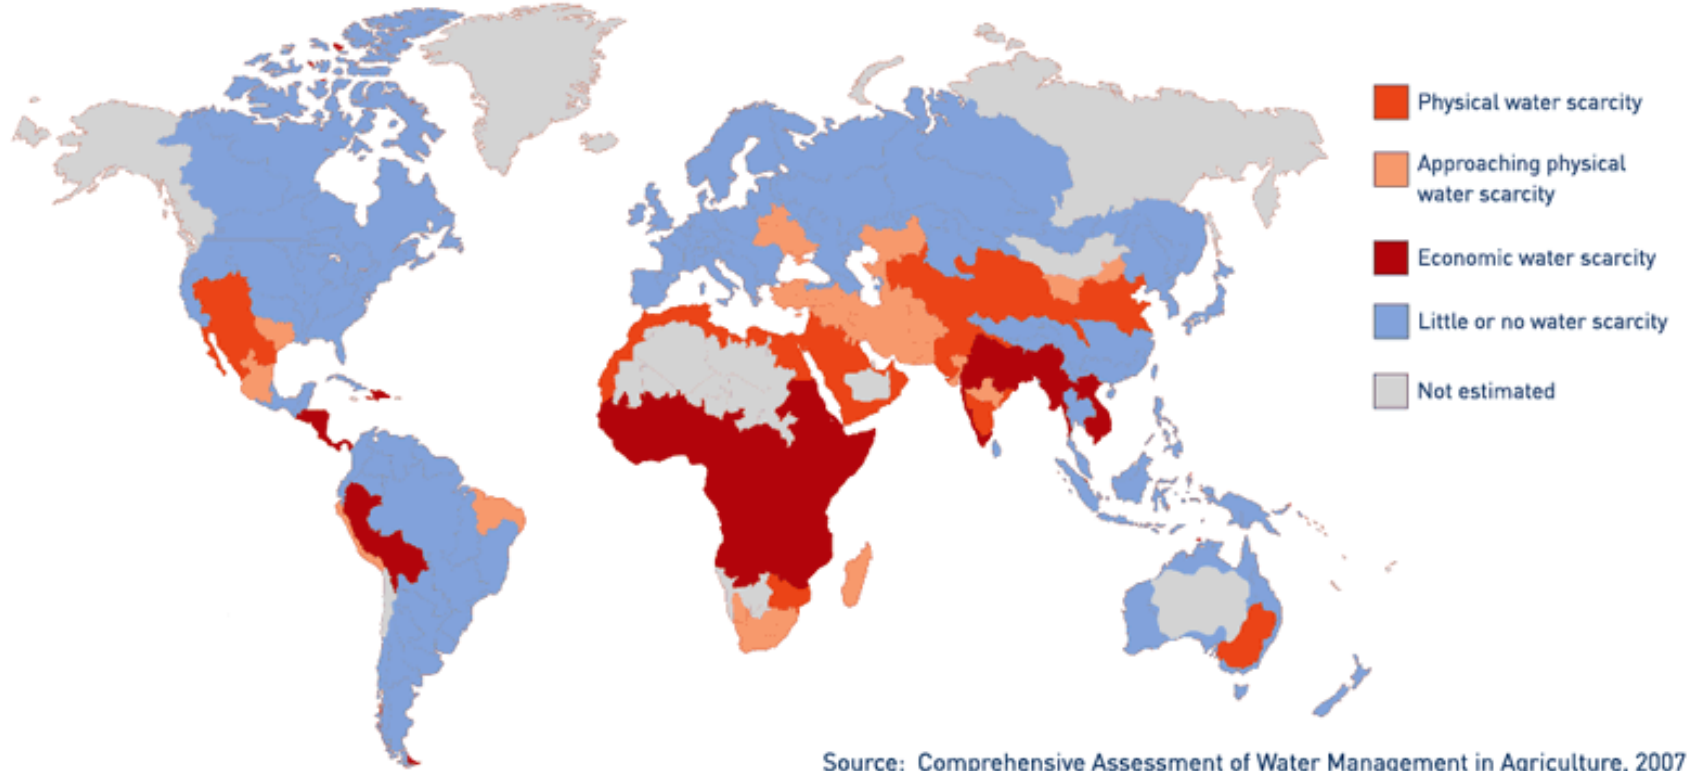 Physical water scarcity
Approaching physical
water scarcity
Economic water scarcity
Little or no water scarcity
Not estimated
Source: Comprehensive Assessment of Water Management in Agriculture, 2007